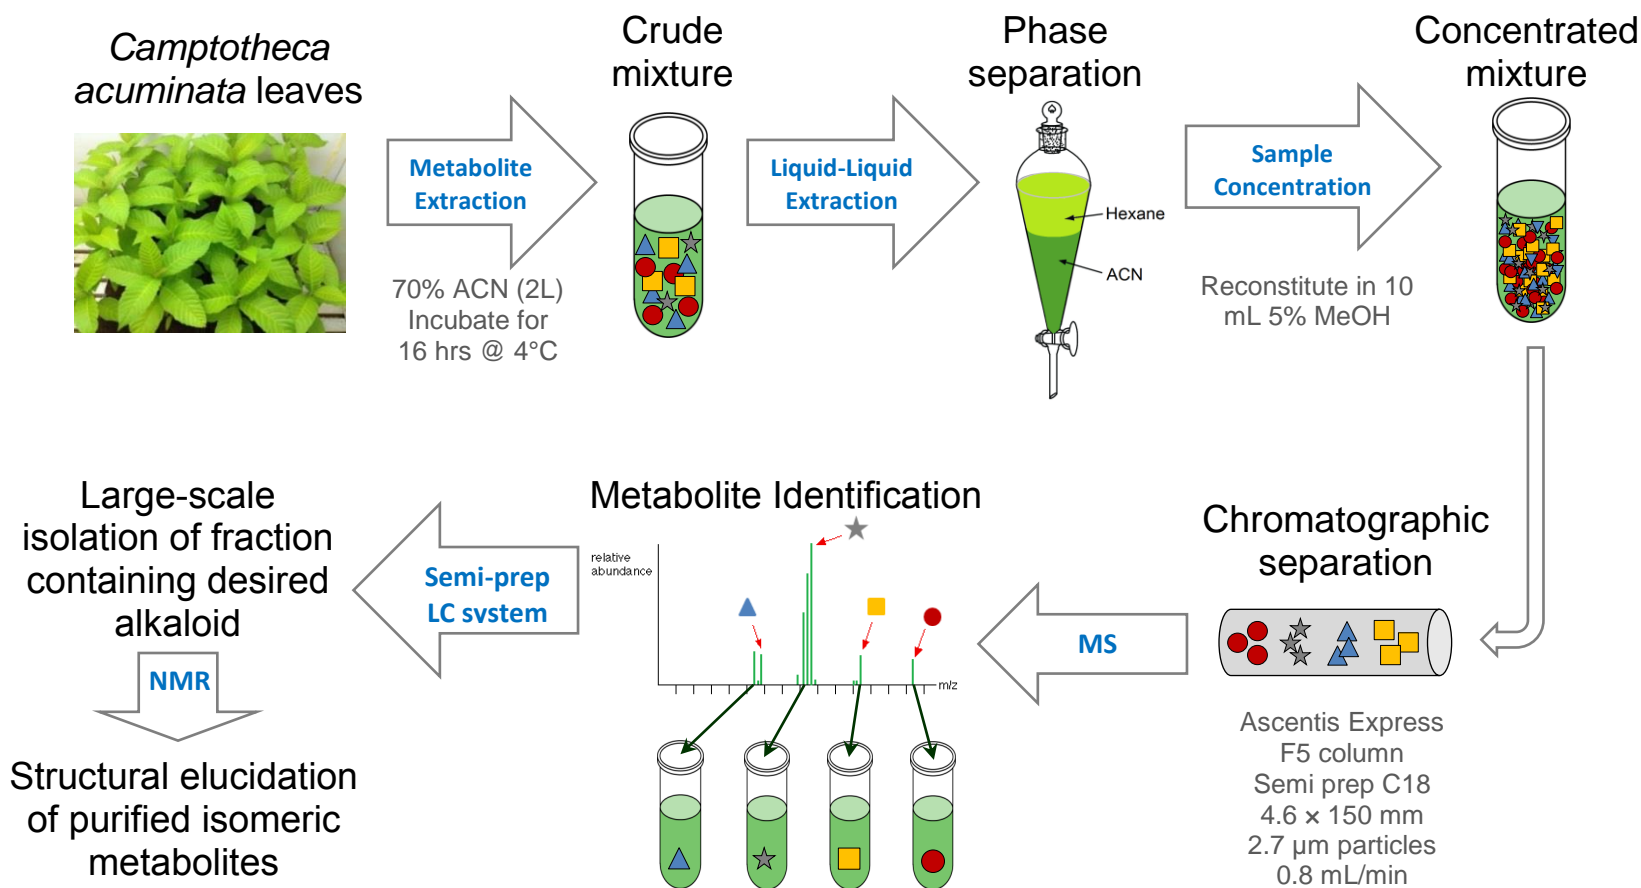 Camptotheca
acuminata leaves
Metabolite
Extraction
70% ACN (2L)
Incubate for
16 hrs @ 4°C
Crude
mixture
Liquid-Liquid
Extraction
Phase
separation
Hexane
ACN
Sample
Concentration
Reconstitute in 10
mL 5% MeOH
Concentrated
mixture
Chromatographic
separation
Ascentis Express
F5 column
Semi prep C18
4.6 × 150 mm
2.7 μm particles
0.8 mL/min
MS
Metabolite Identification
relative
abundance
m/z
Semi-prep
LC system
Large-scale
isolation of fraction
containing desired
alkaloid
NMR
Structural elucidation
of purified isomeric
metabolites